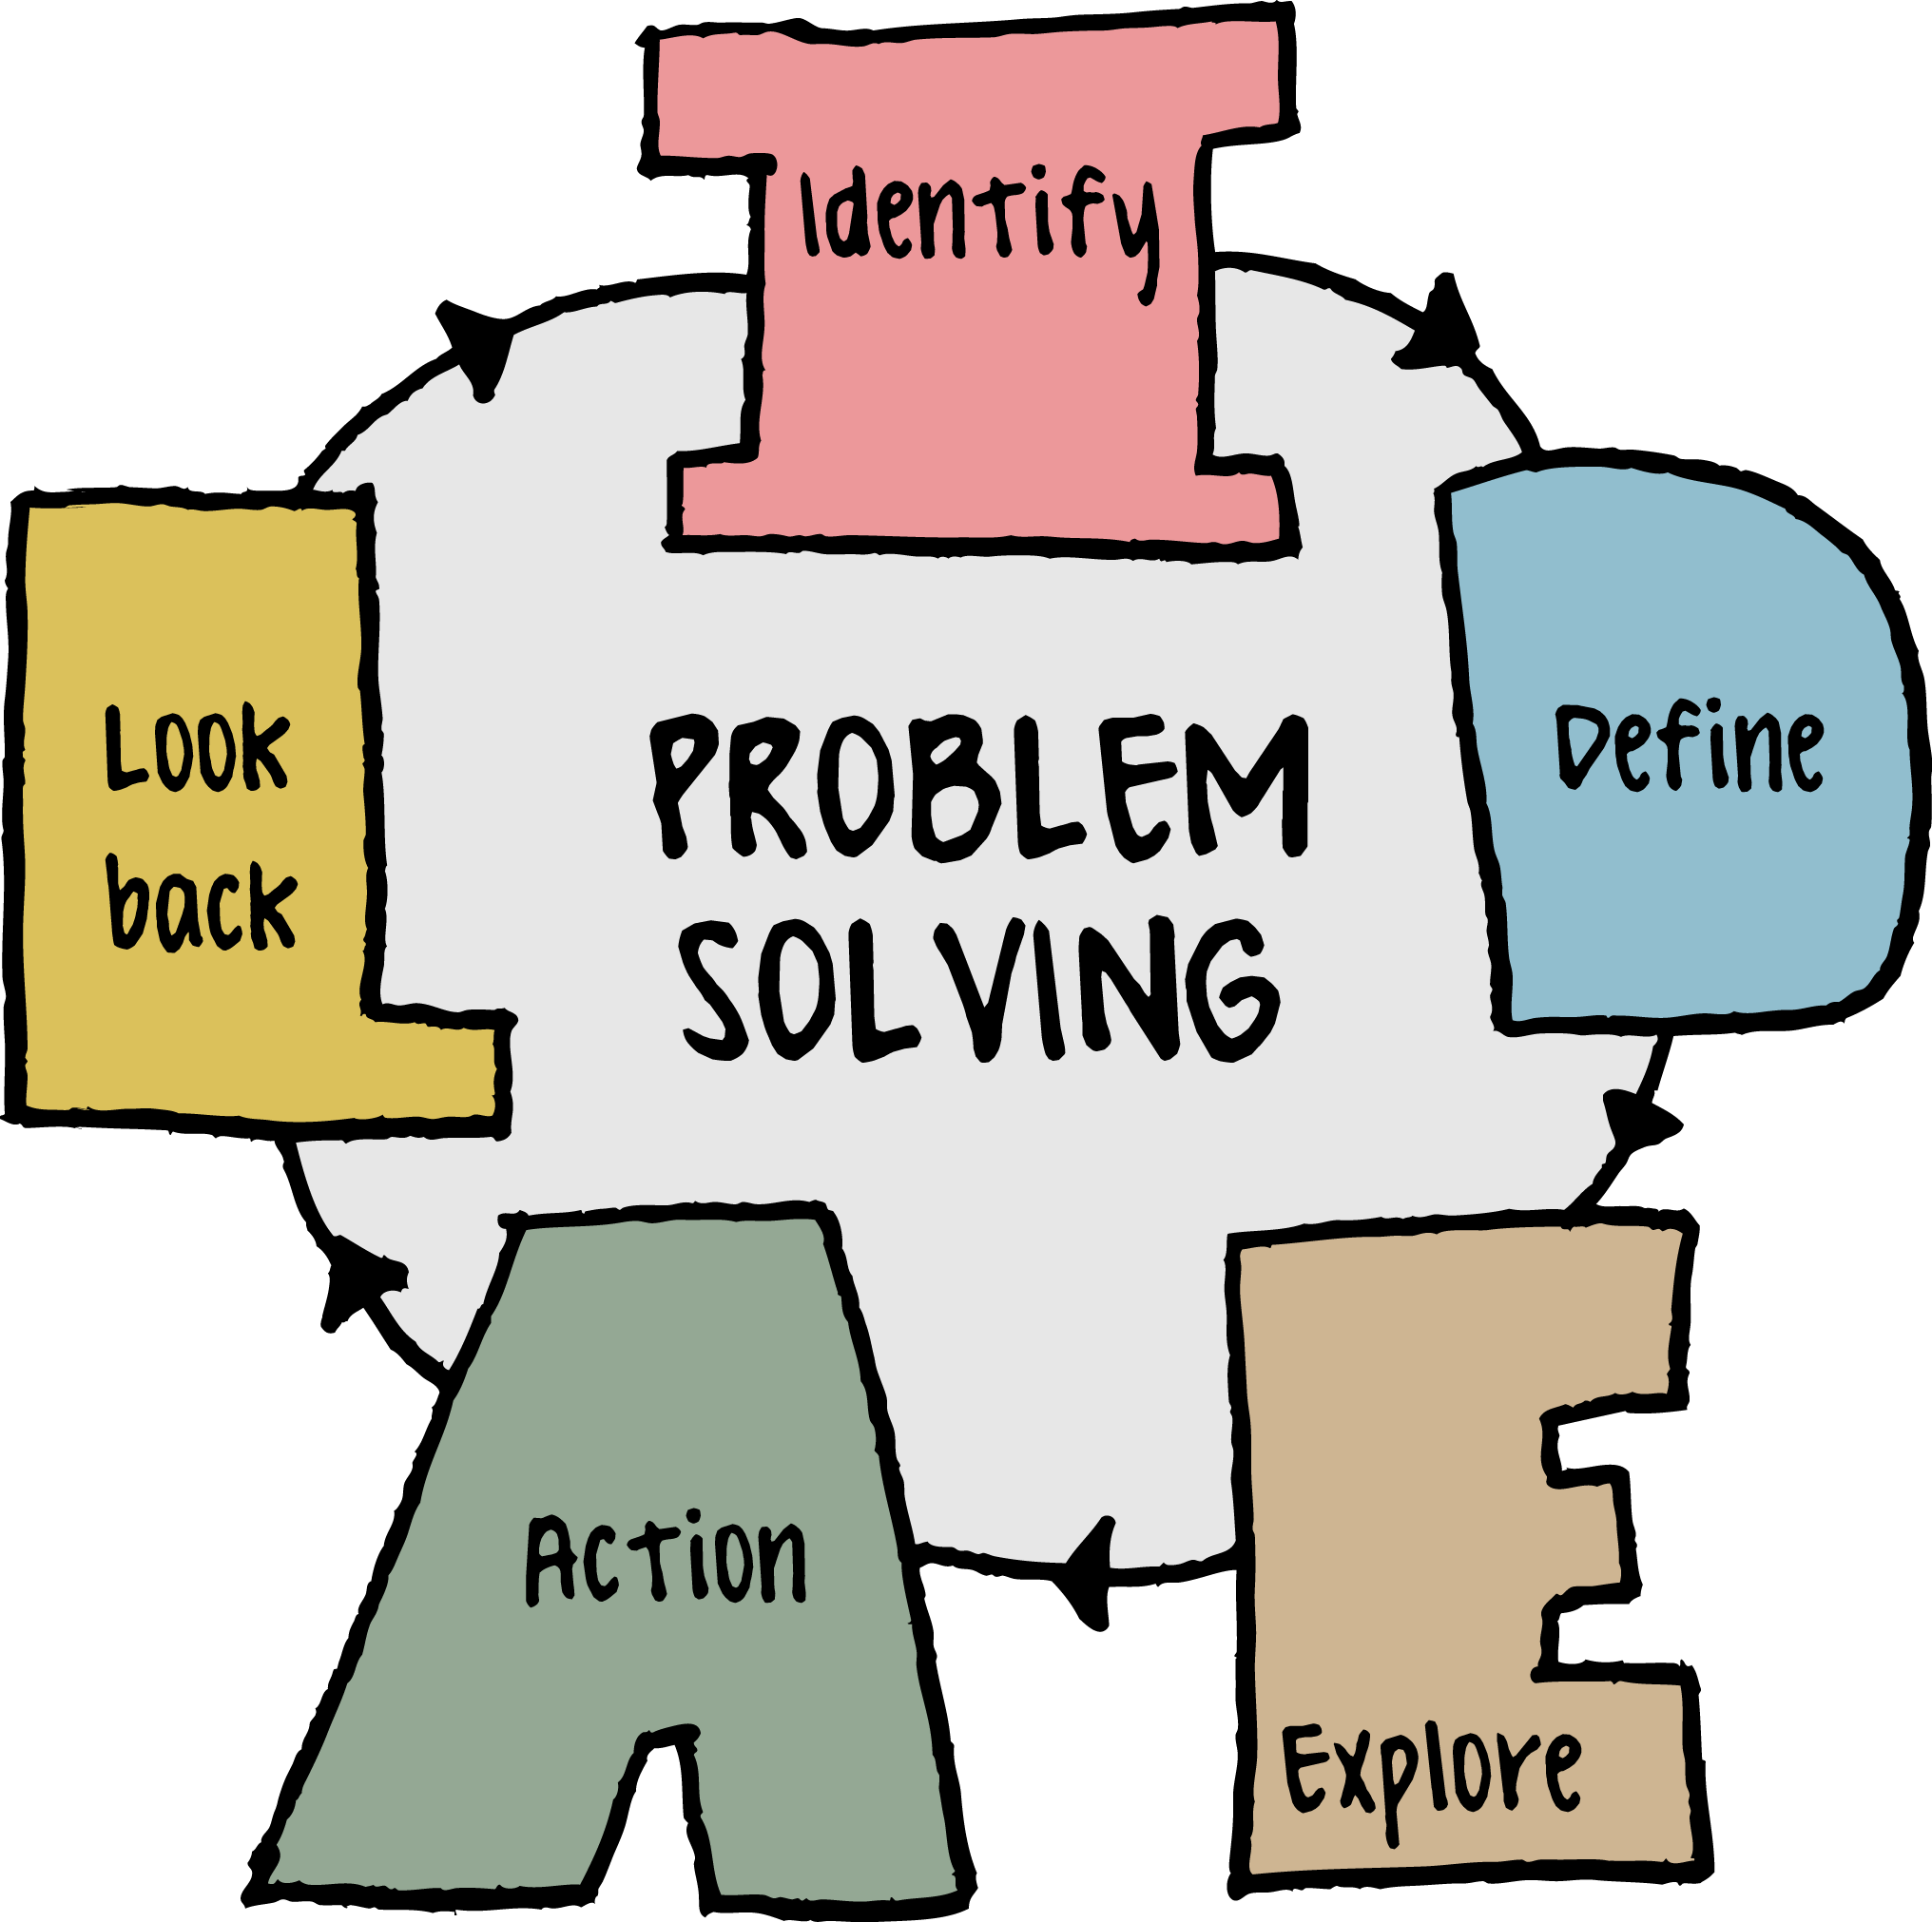 Identify
Define
PROBLEM
SOLVING
Look
back
Action
Explore